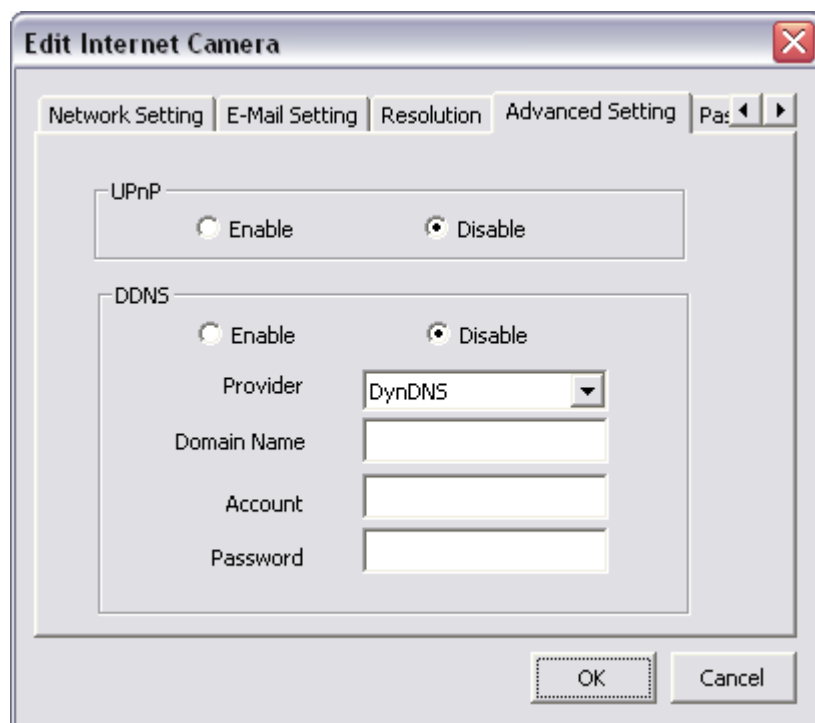 Edit Internet Camera
Network Setting E-Mail Setting Resolution Advanced Setting
UPnP
Enable Disable
DDNS
Enable Disable
Provider DynDNS
Domain Name
Account
Password
OK Cancel